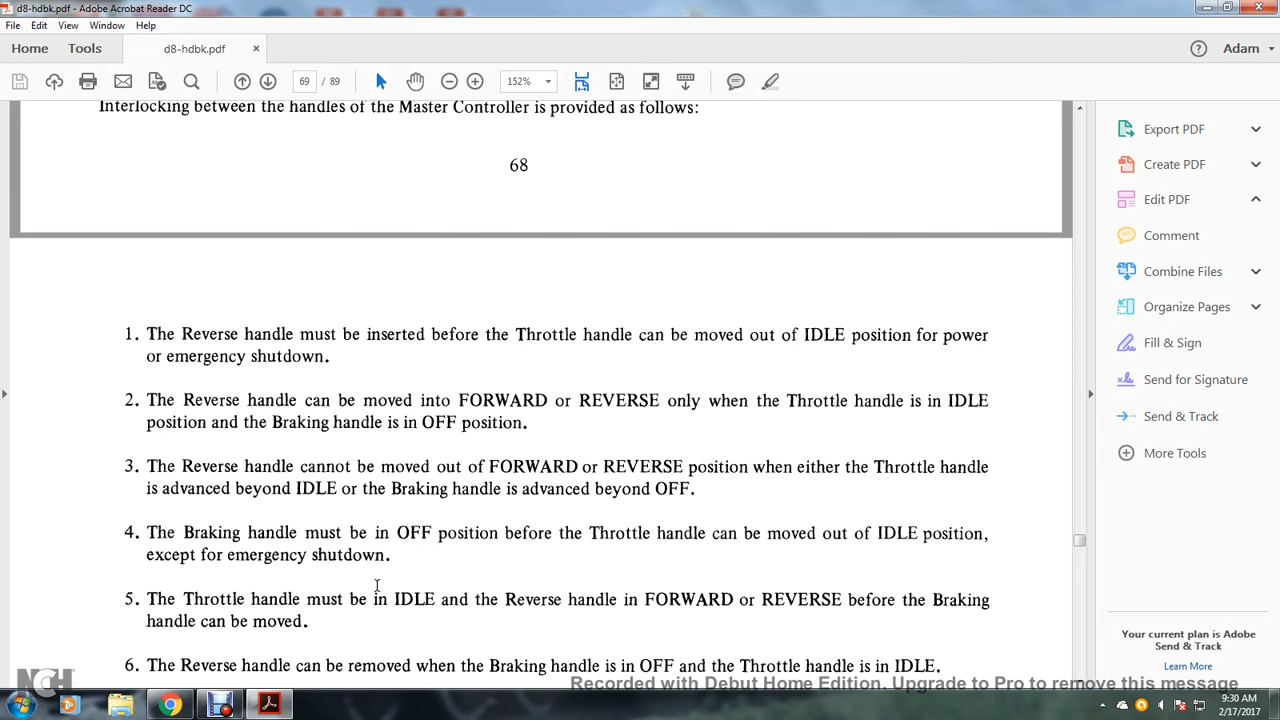 d8-hdbk.pdf - Adobe Acrobat Reader DC
File Edit View Window Help
Home Tools d8-hdbk.pdf × Adam
69 / 89 152%
Interlocking between the handles of the Master Controller is provided as follows:
68
1. The Reverse handle must be inserted before the Throttle handle can be moved out of IDLE position for power
or emergency shutdown.
2. The Reverse handle can be moved into FORWARD or REVERSE only when the Throttle handle is in IDLE
position and the Braking handle is in OFF position.
3. The Reverse handle cannot be moved out of FORWARD or REVERSE position when either the Throttle handle
is advanced beyond IDLE or the Braking handle is advanced beyond OFF.
4. The Braking handle must be in OFF position before the Throttle handle can be moved out of IDLE position,
except for emergency shutdown.
5. The Throttle handle must be in IDLE and the Reverse handle in FORWARD or REVERSE before the Braking
handle can be moved.
6. The Reverse handle can be removed when the Braking handle is in OFF and the Throttle handle is in IDLE.
Export PDF
Create PDF
Edit PDF
Comment
Combine Files
Organize Pages
Fill & Sign
Send for Signature
Send & Track
More Tools
Your current plan is Adobe
Send & Track
Learn More
NCH
Recorded with Debut Home Edition. Upgrade to Pro to remove this message
9:30 AM
2/17/2017